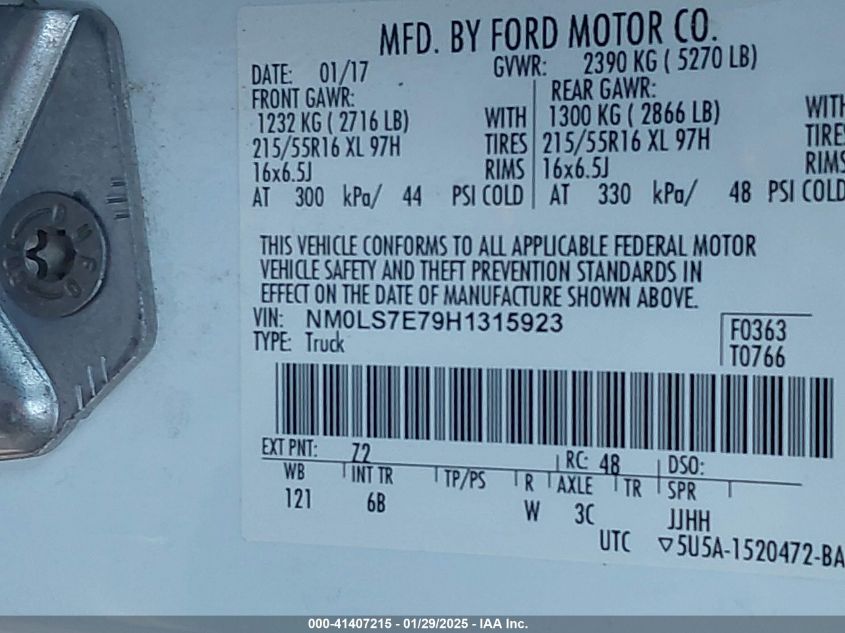 MFD. BY FORD MOTOR CO.
DATE: 01/17 GVWR: 2390 KG ( 5270 LB)
FRONT GAWR: REAR GAWR:
1232 KG ( 2716 LB) WITH 1300 KG ( 2866 LB) WITH
215/55R16 XL 97H TIRES 215/55R16 XL 97H TIRES
16x6.5J RIMS 16x6.5J RIMS
AT 300 kPa/ 44 PSI COLD AT 330 kPa/ 48 PSI COLD
THIS VEHICLE CONFORMS TO ALL APPLICABLE FEDERAL MOTOR
VEHICLE SAFETY AND THEFT PREVENTION STANDARDS IN
EFFECT ON THE DATE OF MANUFACTURE SHOWN ABOVE.
VIN: NM0LS7E79H1315923
TYPE: Truck
F0363
T0766
EXT PNT: Z2 RC: 48 DSO:
WB INT TR TP/PS R AXLE TR SPR
121 6B W 3C JJHH
UTC ▽5U5A-1520472-BA
000-41407215 - 01/29/2025 - IAA Inc.